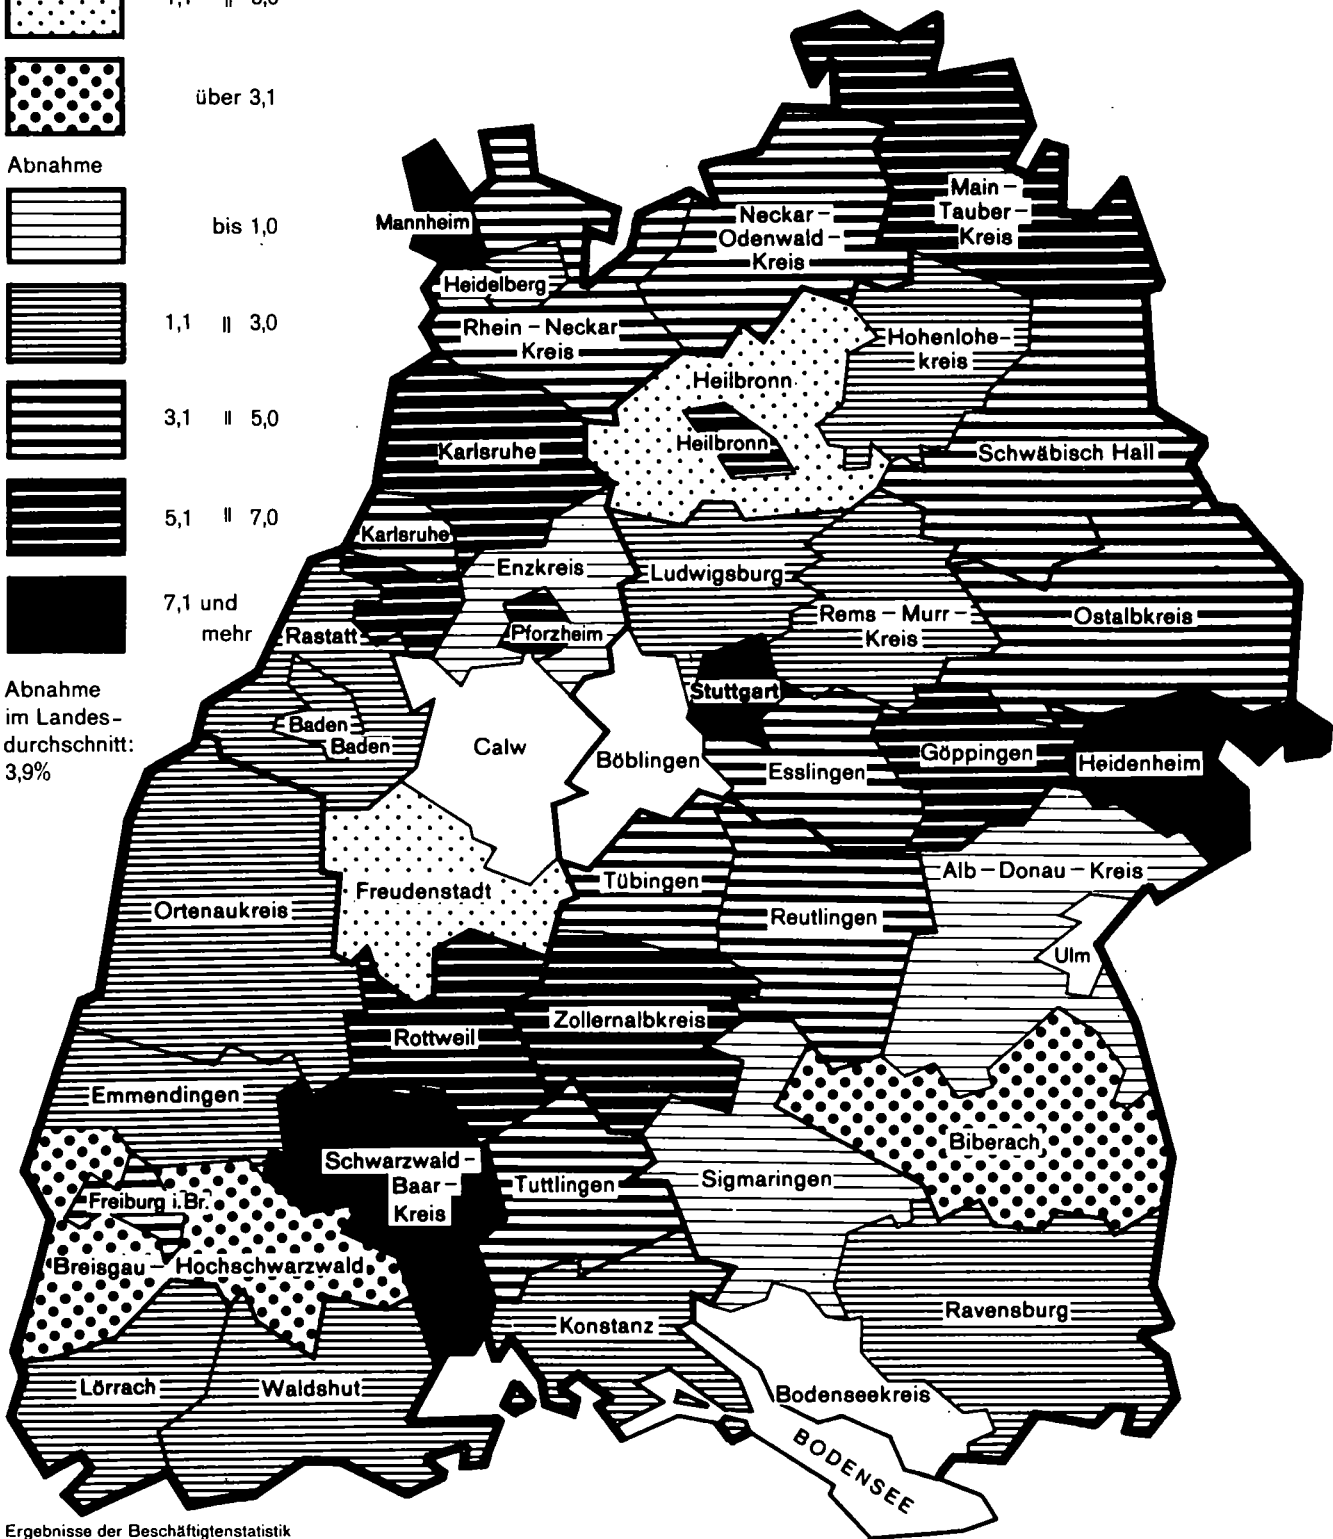 über 3,1
Abnahme
bis 1,0
1,1 " 3,0
3,1 " 5,0
5,1 " 7,0
7,1 und
mehr
Abnahme
im Landes-
durchschnitt:
3,9%
Main-
Tauber-
Kreis
Neckar-
Odenwald-
Kreis
Mannheim
Heidelberg
Rhein-Neckar
Kreis
Hohenlohe-
kreis
Heilbronn
Heilbronn
Karlsruhe
Schwäbisch Hall
Karlsruhe
Enzkreis
Ludwigsburg
Rems-Murr-
Kreis
Ostalbkreis
Pforzheim
Rastatt
Stuttgart
Baden
Baden
Calw
Böblingen
Esslingen
Göppingen
Heidenheim
Alb-Donau-Kreis
Freudenstadt
Tübingen
Reutlingen
Ortenaukreis
Ulm
Rottweil
Zollernalbkreis
Emmendingen
Biberach
Schwarzwald-
Baar-
Kreis
Tuttlingen
Sigmaringen
Freiburg i.Br.
Breisgau-Hochschwarzwald
Ravensburg
Konstanz
Lörrach
Waldshut
Bodenseekreis
BODENSEE
Ergebnisse der Beschäftigtenstatistik